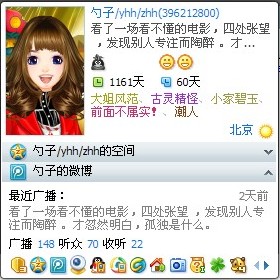 勺子/yhh/zhh(396212800)
看了一场看不懂的电影，四处张望
，发现别人专注而陶醉 。才...
1161天 60天
大姐风范、古灵精怪、小家碧玉、
前面不属实！、潮人
北京
勺子/yhh/zhh的空间
勺子/yhh/zhh的微博
最近广播： 2天前
看了一场看不懂的电影，四处张望，发现别人专注而陶
醉 。才忽然明白，孤独是什么。
广播 148 听众 70 收听 22